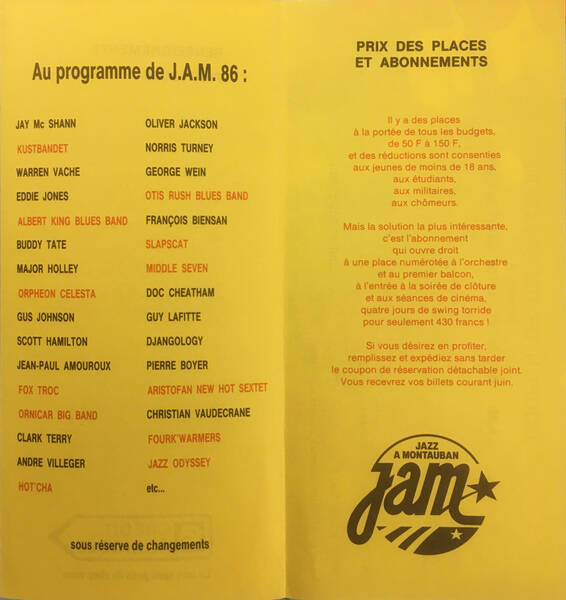 Au programme de J.A.M. 86 :
JAY Mc SHANN
KUSTBANDET
WARREN VACHE
EDDIE JONES
ALBERT KING BLUES BAND
BUDDY TATE
MAJOR HOLLEY
ORPHEON CELESTA
GUS JOHNSON
SCOTT HAMILTON
JEAN-PAUL AMOUROUX
FOX TROC
ORNICAR BIG BAND
CLARK TERRY
ANDRE VILLEGER
HOT'CHA
OLIVER JACKSON
NORRIS TURNEY
GEORGE WEIN
OTIS RUSH BLUES BAND
FRANÇOIS BIENSAN
SLAPSCAT
MIDDLE SEVEN
DOC CHEATHAM
GUY LAFITTE
DJANGOLOGY
PIERRE BOYER
ARISTOFAN NEW HOT SEXTET
CHRISTIAN VAUDECRANE
FOURK'WARMERS
JAZZ ODYSSEY
etc...
sous réserve de changements
PRIX DES PLACES
ET ABONNEMENTS
Il y a des places
à la portée de tous les budgets,
de 50 F à 150 F,
et des réductions sont consenties
aux jeunes de moins de 18 ans,
aux étudiants,
aux militaires,
aux chômeurs.
Mais la solution la plus intéressante,
c'est l'abonnement
qui ouvre droit
à une place numérotée à l'orchestre
et au premier balcon,
à l'entrée à la soirée de clôture
et aux séances de cinéma,
quatre jours de swing torride
pour seulement 430 francs !
Si vous désirez en profiter,
remplissez et expédiez sans tarder
le coupon de réservation détachable joint.
Vous recevrez vos billets courant juin.
JAZZ
A MONTAUBAN
jam